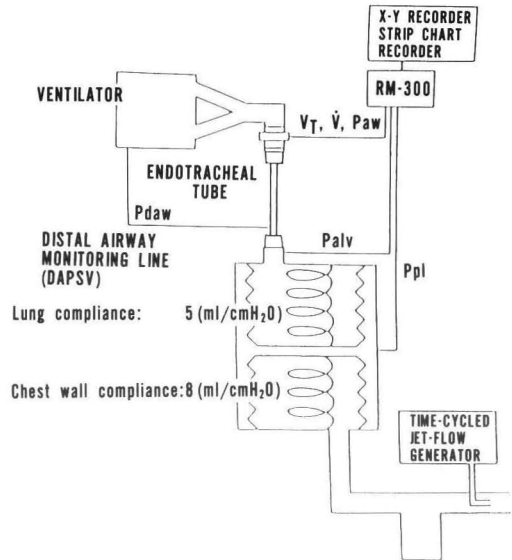 X-Y RECORDER
STRIP CHART
RECORDER
RM-300
VENTILATOR
VT, V̇, Paw
ENDOTRACHEAL
TUBE
Pdaw
Palv
DISTAL AIRWAY
MONITORING LINE
(DAPSV)
Ppl
Lung compliance: 5 (ml/cmH₂O)
Chest wall compliance:8 (ml/cmH₂O)
TIME-CYCLED
JET-FLOW
GENERATOR